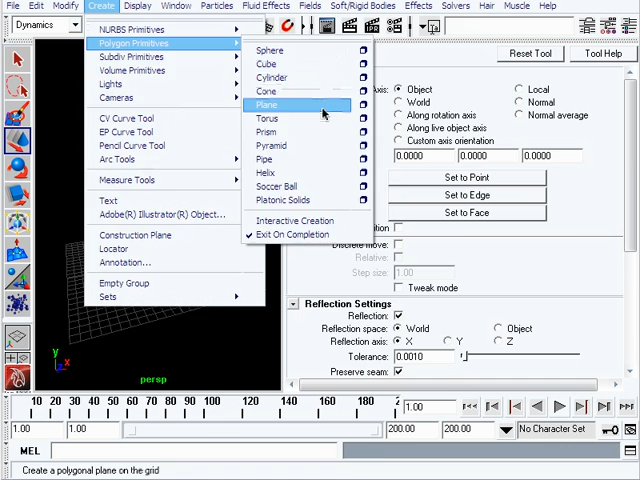 File Edit Modify Create Display Window Particles Fluid Effects Fields Soft/Rigid Bodies Effects Solvers Hair Muscle Help
Dynamics
NURBS Primitives
Polygon Primitives
Subdiv Primitives
Volume Primitives
Lights
Cameras
CV Curve Tool
EP Curve Tool
Pencil Curve Tool
Arc Tools
Measure Tools
Text
Adobe(R) Illustrator(R) Object...
Construction Plane
Locator
Annotation...
Empty Group
Sets
Sphere
Cube
Cylinder
Cone
Plane
Torus
Prism
Pyramid
Pipe
Helix
Soccer Ball
Platonic Solids
Interactive Creation
Exit On Completion
Reset Tool Tool Help
Axis: Object Local
World Normal
Along rotation axis Normal average
Along live object axis
Custom axis orientation
0.0000 0.0000 0.0000
Set to Point
Set to Edge
Set to Face
Discrete move:
Relative:
Step size: 1.00
Tweak mode
Reflection Settings
Reflection:
Reflection space: World Object
Reflection axis: X Y Z
Tolerance: 0.0010
Preserve seam:
y
z x
persp
10 20 30 40 50 60 70 80 90 100 120 140 160 180 1.00
1.00 1.00 200.00 200.00 No Character Set
MEL
Create a polygonal plane on the grid